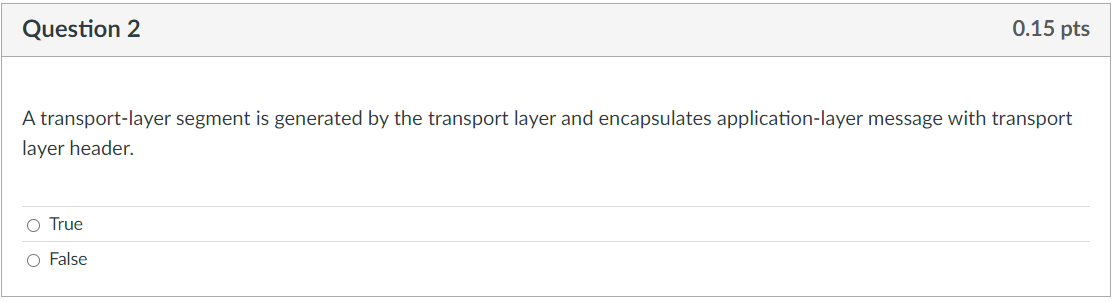 Question 2
0.15 pts
A transport-layer segment is generated by the transport layer and encapsulates application-layer message with transport
layer header.
True
False